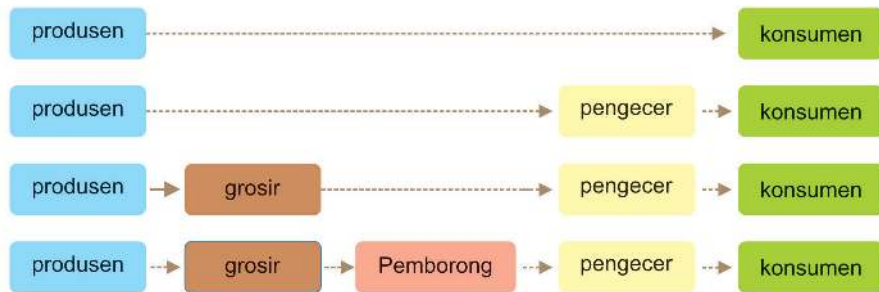 produsen konsumen
produsen pengecer konsumen
produsen grosir pengecer konsumen
produsen grosir Pemborong pengecer konsumen